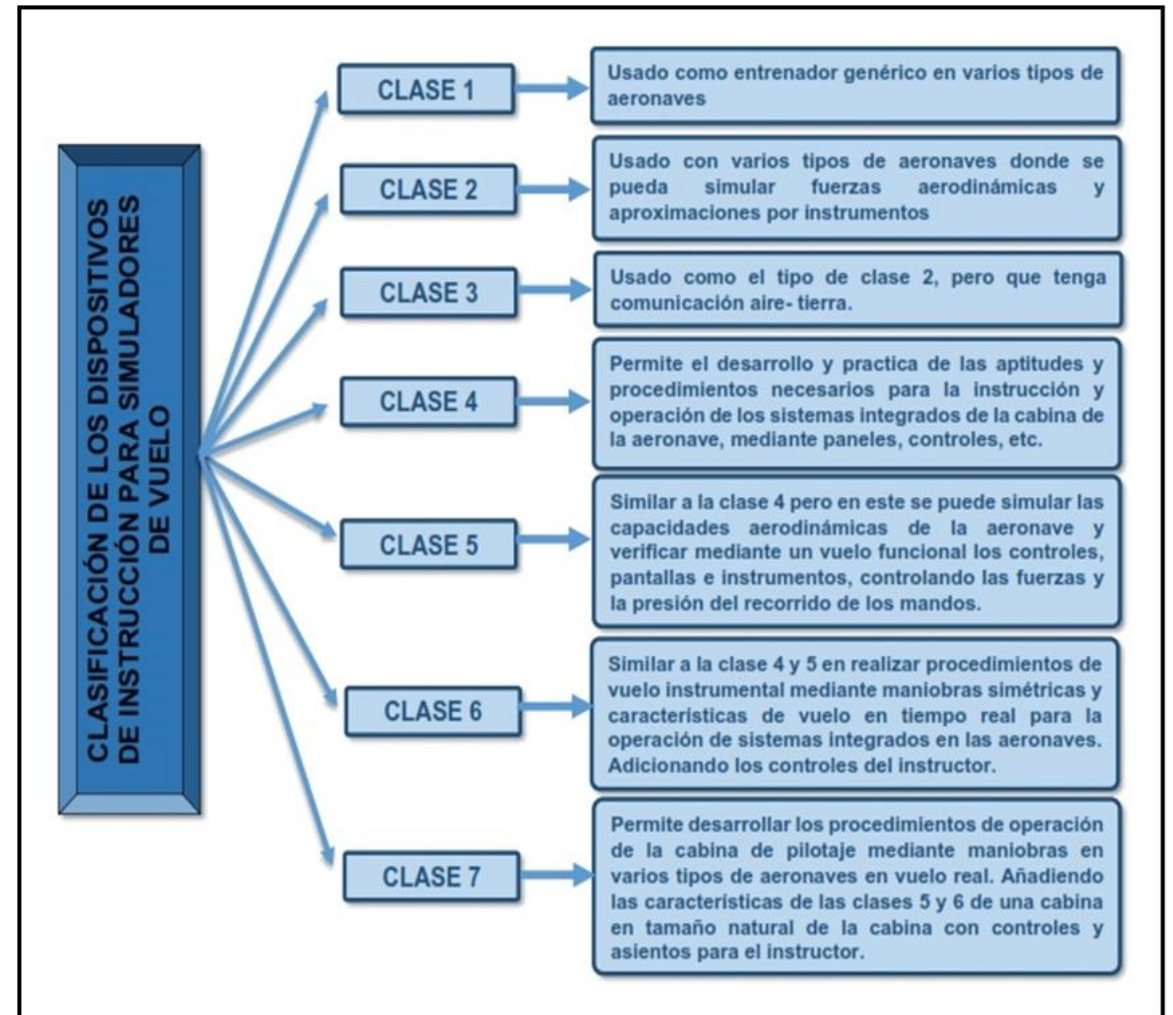 CLASIFICACIÓN DE LOS DISPOSITIVOS
DE INSTRUCCIÓN PARA SIMULADORES
DE VUELO
CLASE 1
Usado como entrenador genérico en varios tipos de
aeronaves
CLASE 2
Usado con varios tipos de aeronaves donde se
pueda simular fuerzas aerodinámicas y
aproximaciones por instrumentos
CLASE 3
Usado como el tipo de clase 2, pero que tenga
comunicación aire- tierra.
CLASE 4
Permite el desarrollo y practica de las aptitudes y
procedimientos necesarios para la instrucción y
operación de los sistemas integrados de la cabina de
la aeronave, mediante paneles, controles, etc.
CLASE 5
Similar a la clase 4 pero en este se puede simular las
capacidades aerodinámicas de la aeronave y
verificar mediante un vuelo funcional los controles,
pantallas e instrumentos, controlando las fuerzas y
la presión del recorrido de los mandos.
CLASE 6
Similar a la clase 4 y 5 en realizar procedimientos de
vuelo instrumental mediante maniobras simétricas y
características de vuelo en tiempo real para la
operación de sistemas integrados en las aeronaves.
Adicionando los controles del instructor.
CLASE 7
Permite desarrollar los procedimientos de operación
de la cabina de pilotaje mediante maniobras en
varios tipos de aeronaves en vuelo real. Añadiendo
las características de las clases 5 y 6 de una cabina
en tamaño natural de la cabina con controles y
asientos para el instructor.